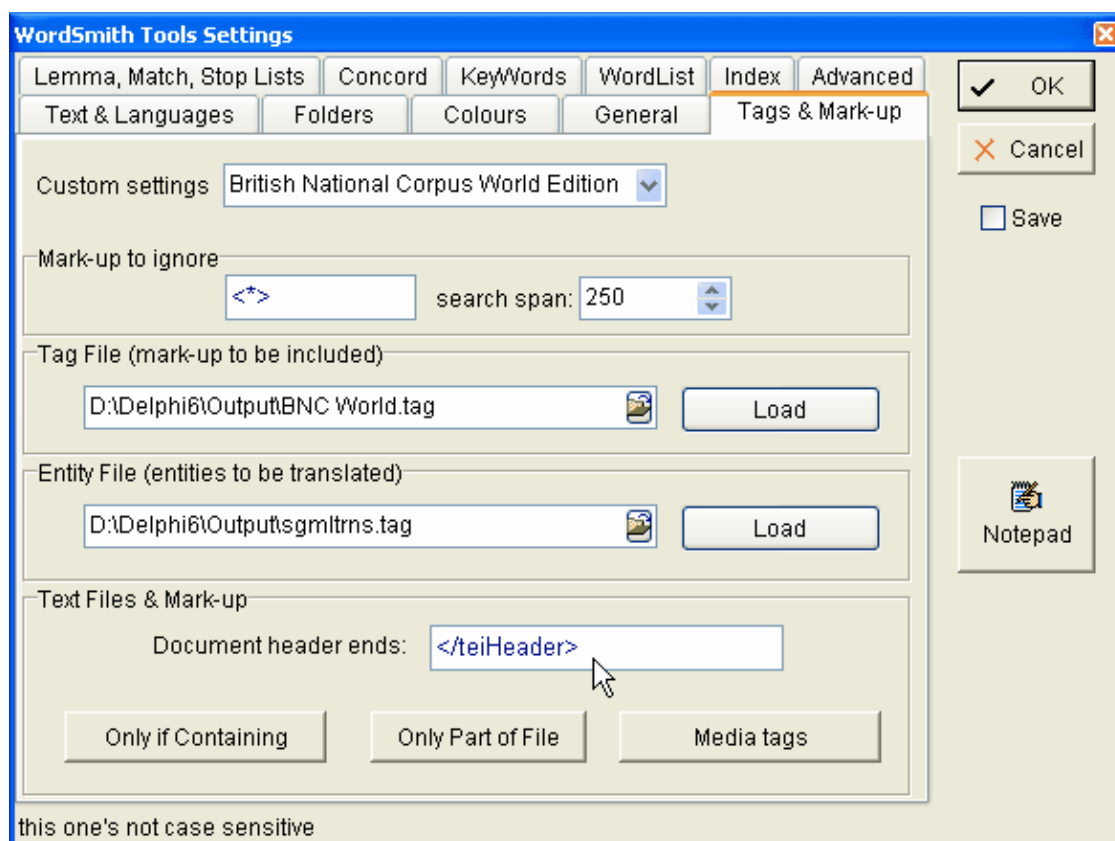 WordSmith Tools Settings
Lemma, Match, Stop Lists Concord KeyWords WordList Index Advanced
Text & Languages Folders Colours General Tags & Mark-up
OK
Cancel
Save
Custom settings British National Corpus World Edition
Mark-up to ignore
<*> search span: 250
Tag File (mark-up to be included)
D:\Delphi6\Output\BNC World.tag Load
Entity File (entities to be translated)
D:\Delphi6\Output\sgmltrns.tag Load
Notepad
Text Files & Mark-up
Document header ends: </teiHeader>
Only if Containing Only Part of File Media tags
this one's not case sensitive